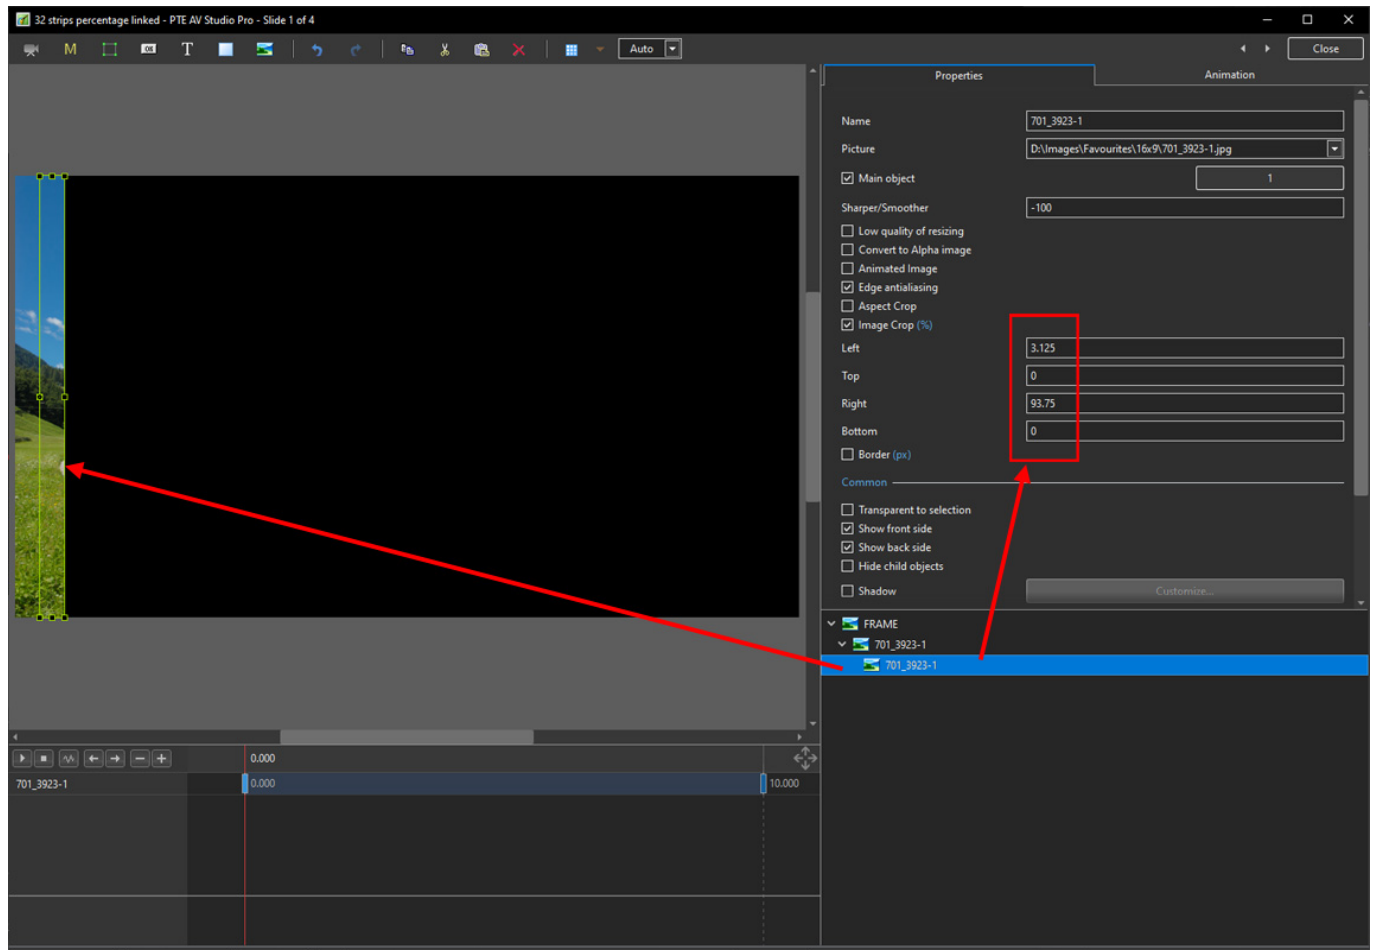 32 strips percentage linked - PTE AV Studio Pro - Slide 1 of 4
M OK T Auto Close
Properties Animation
Name 701_3923-1
Picture D:\Images\Favourites\16x9\701_3923-1.jpg
Main object 1
Sharper/Smoother -100
Low quality of resizing
Convert to Alpha image
Animated Image
Edge antialiasing
Aspect Crop
Image Crop (%)
Left 3.125
Top 0
Right 93.75
Bottom 0
Border (px)
Common
Transparent to selection
Show front side
Show back side
Hide child objects
Shadow Customize...
FRAME
701_3923-1
701_3923-1
0.000
701_3923-1 0.000 10.000